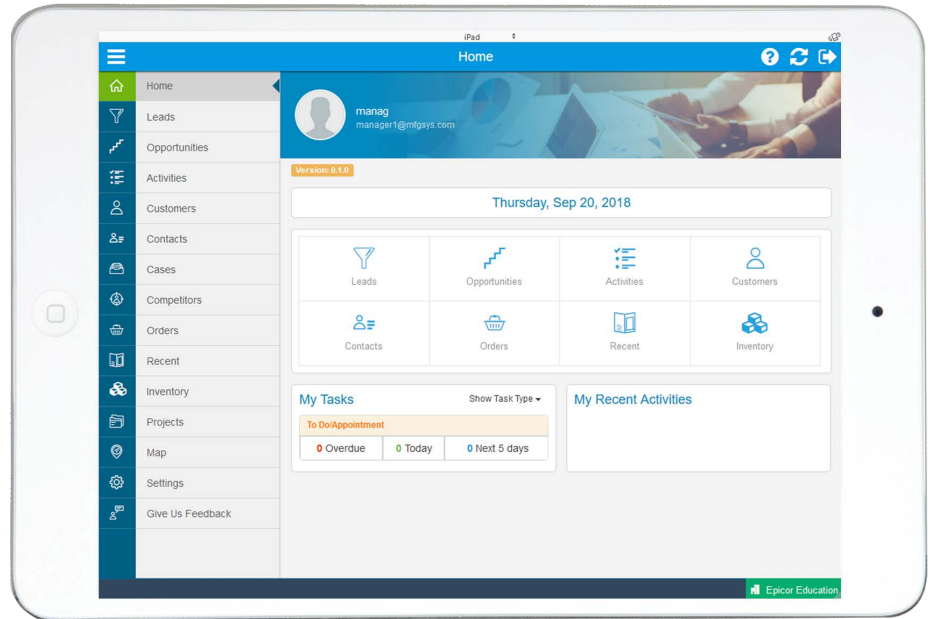 iPad
Home
Home
Leads
Opportunities
Activities
Customers
Contacts
Cases
Competitors
Orders
Recent
Inventory
Projects
Map
Settings
Give Us Feedback
manag
manager1@mfgsys.com
Version: 0.1.0
Thursday, Sep 20, 2018
Leads Opportunities Activities Customers
Contacts Orders Recent Inventory
My Tasks Show Task Type
To Do/Appointment
0 Overdue 0 Today 0 Next 5 days
My Recent Activities
Epicor Education